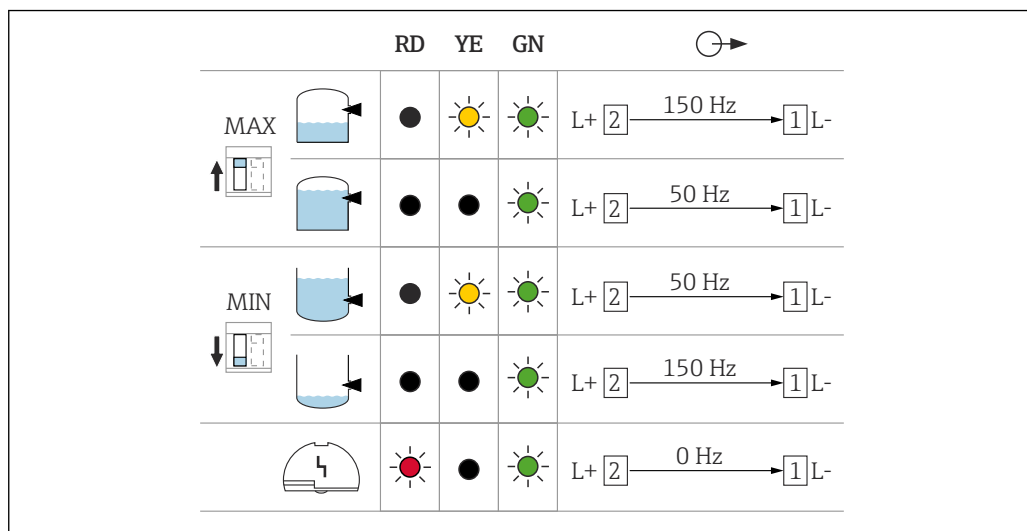 RD YE GN
MAX
L+ 2 150 Hz 1 L-
L+ 2 50 Hz 1 L-
MIN
L+ 2 50 Hz 1 L-
L+ 2 150 Hz 1 L-
L+ 2 0 Hz 1 L-